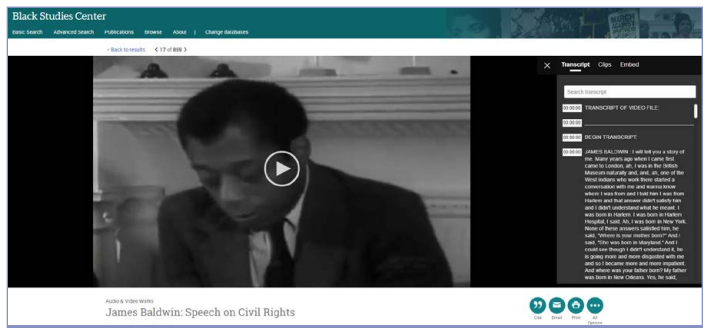 Black Studies Center
Basic Search Advanced Search Publications Browse About | Change databases
‹ Back to results < 17 of 819 >
× Transcript Clips Embed
Search transcript
00:00:00 TRANSCRIPT OF VIDEO FILE:
00:00:00
00:00:00 BEGIN TRANSCRIPT:
00:00:00 JAMES BALDWIN : I will tell you a story of
me. Many years ago when I came first
came to London, ah, I was in the British
Museum naturally and, and, ah, one of the
West Indians who work there started a
conversation with me and wanna know
where I was from and I told him I was from
Harlem and that answer didn't satisfy him
and I didn't understand what he meant. I
was born in Harlem. I was born in Harlem
Hospital, I said. Ah, I was born in New York.
None of these answers satisfied him, he
said, "Where is your mother born?" And I
said, "She was born in Maryland." And I
could see though I didn't understand it, he
is going more and more disgusted with me
and so I became more and more impatient.
And where was your father born? My father
was born in New Orleans. Yes, he said,
Audio & Video Works
James Baldwin: Speech on Civil Rights
Cite Email Print All
Options